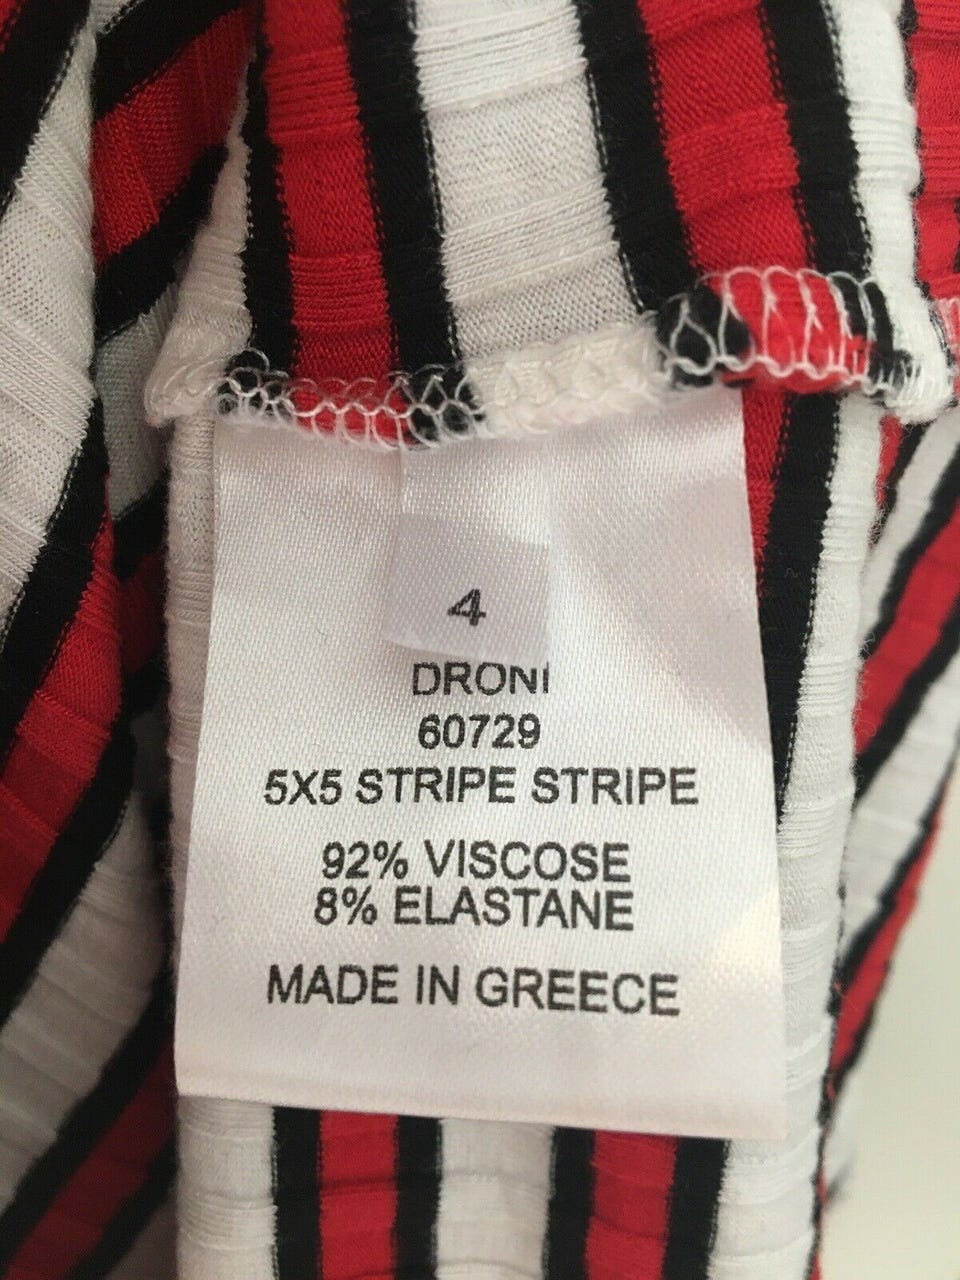 4
DRONI
60729
5X5 STRIPE STRIPE
92% VISCOSE
8% ELASTANE
MADE IN GREECE